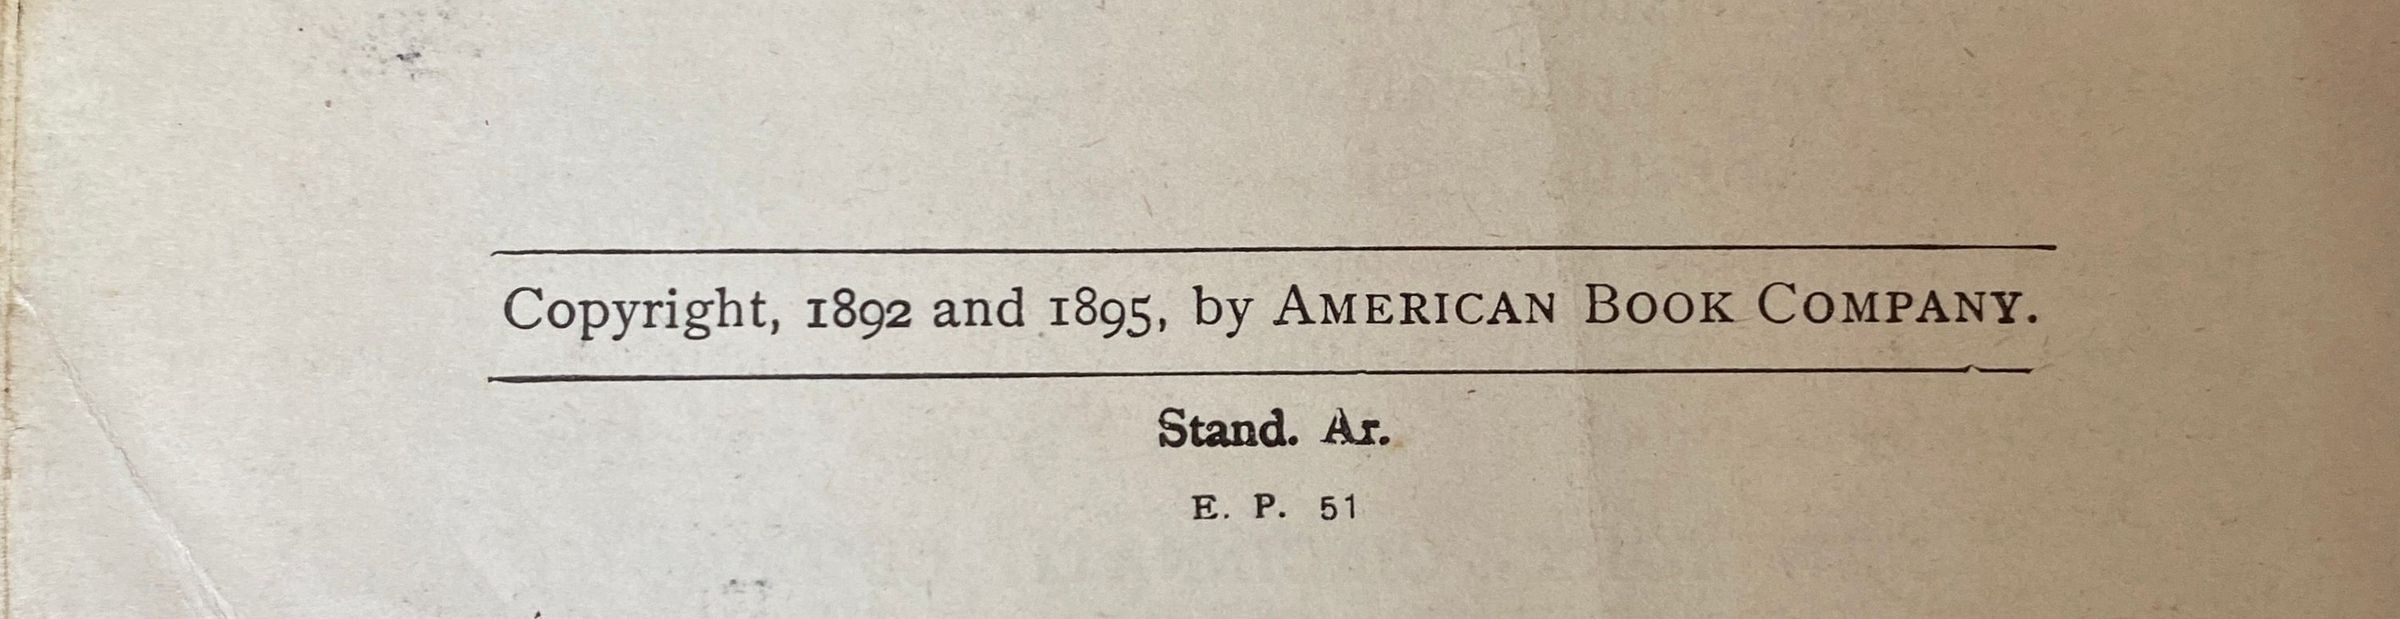 Copyright, 1892 and 1895, by AMERICAN BOOK COMPANY.
Stand. Ar.
E. P. 51